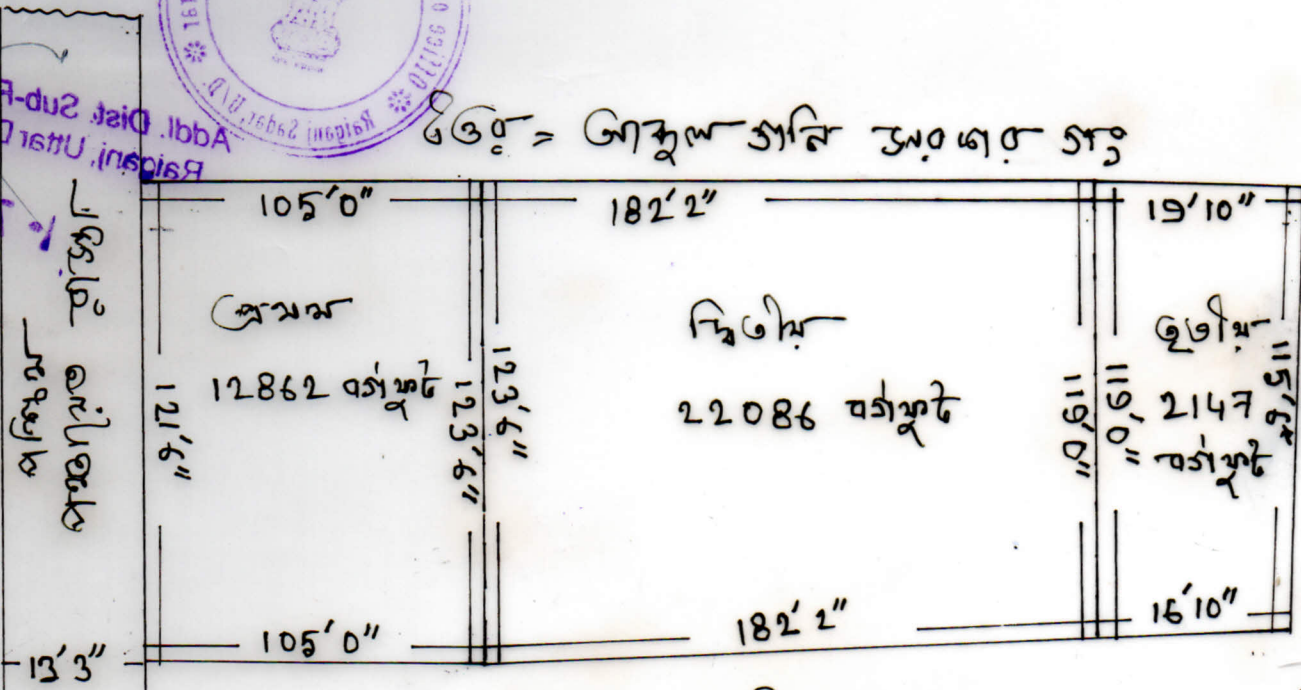 উত্তর = আব্দুল গনি সরকার গং
105'0"
182'2"
19'10"
প্রথম
12862 বর্গফুট
121'6"
123'6"
105'0"
দ্বিতীয়
22086 বর্গফুট
123'6"
119'0"
182'2"
তৃতীয়
2147
বর্গফুট
119'0"
115'6"
16'10"
13'3"
Addl. Dist. Sub-R
Raiganj, Uttar D
Raiganj Sadar, U/D